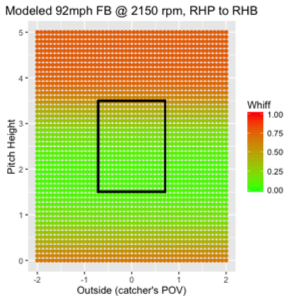 Modeled 92mph FB @ 2150 rpm, RHP to RHB
5
4
3
2
1
0
Pitch Height
-2 -1 0 1 2
Outside (catcher's POV)
Whiff
1.00
0.75
0.50
0.25
0.00